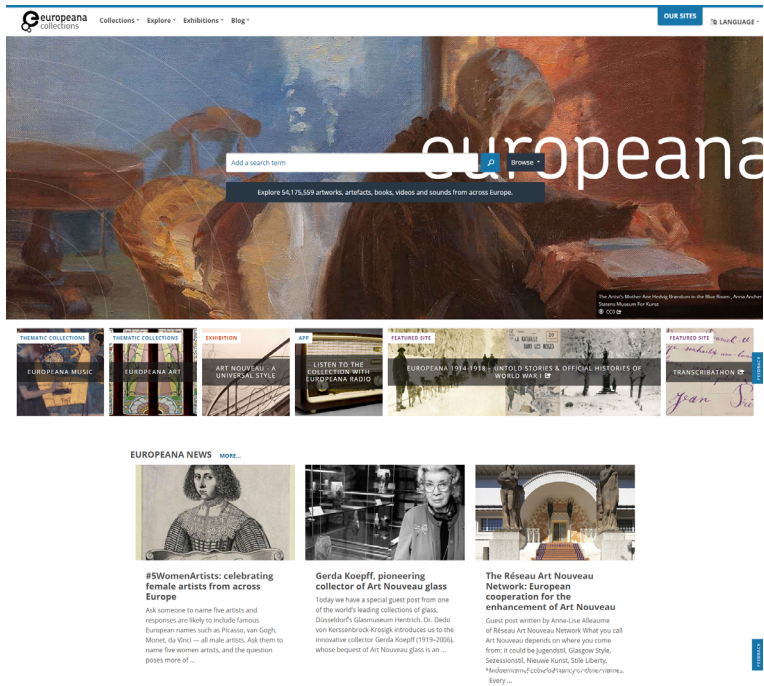 europeana
collections
Collections
Explore
Exhibitions
Blog
OUR SITES
LANGUAGE
europeana
Add a search term
Browse
Explore 54,175,559 artworks, artefacts, books, videos and sounds from across Europe.
The Artist's Mother Ane Hedvig Brøndum in the Blue Room , Anna Ancher
Statens Museum For Kunst
CC0
THEMATIC COLLECTIONS
EUROPEANA MUSIC
THEMATIC COLLECTIONS
EUROPEANA ART
EXHIBITION
ART NOUVEAU - A
UNIVERSAL STYLE
APP
LISTEN TO THE
COLLECTION WITH
EUROPEANA RADIO
FEATURED SITE
EUROPEANA 1914-1918 - UNTOLD STORIES & OFFICIAL HISTORIES OF
WORLD WAR I
FEATURED SITE
TRANSCRIBATHON
FEEDBACK
EUROPEANA NEWS MORE...
#5WomenArtists: celebrating
female artists from across
Europe
Ask someone to name five artists and
responses are likely to include famous
European names such as Picasso, van Gogh,
Monet, da Vinci — all male artists. Ask them to
name five women artists, and the question
poses more of ...
Gerda Koepff, pioneering
collector of Art Nouveau glass
Today we have a special guest post from one
of the world's leading collections of glass,
Düsseldorf's Glasmuseum Hentrich. Dr. Dedo
von Kerssenbrock-Krosigk introduces us to the
innovative collector Gerda Koepff (1919–2006),
whose bequest of Art Nouveau glass is an ...
The Réseau Art Nouveau
Network: European
cooperation for the
enhancement of Art Nouveau
Guest post written by Anne-Lise Alleaume
of Réseau Art Nouveau Network What you call
Art Nouveau depends on where you come
from: it could be Jugendstil, Glasgow Style,
Sezessionstil, Nieuwe Kunst, Stile Liberty,
Every ...
FEEDBACK